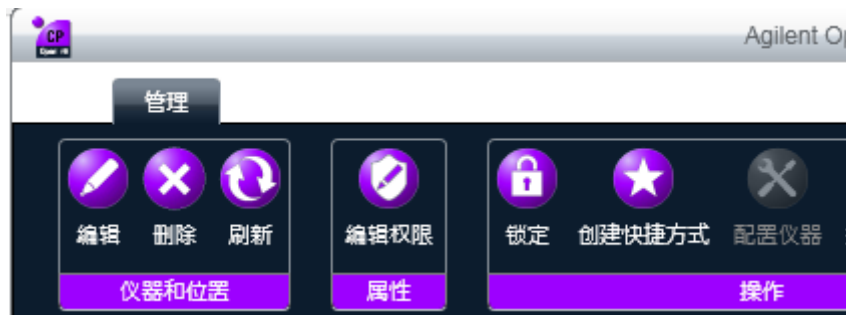 CP
Agilent Op
管理
编辑 删除 刷新 编辑权限 锁定 创建快捷方式 配置仪器
仪器和位置 属性 操作